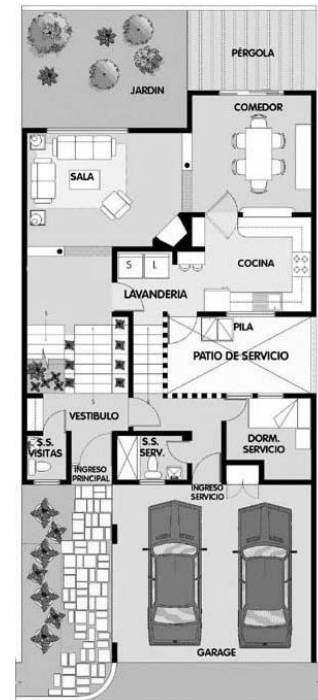 PÉRGOLA
JARDIN
COMEDOR
SALA
COCINA
S L
LAVANDERIA
PILA
PATIO DE SERVICIO
S S
VESTIBULO
S.S.
VISITAS
S.S.
SERV.
DORM.
SERVICIO
INGRESO
PRINCIPAL
INGRESO
SERVICIO
GARAGE